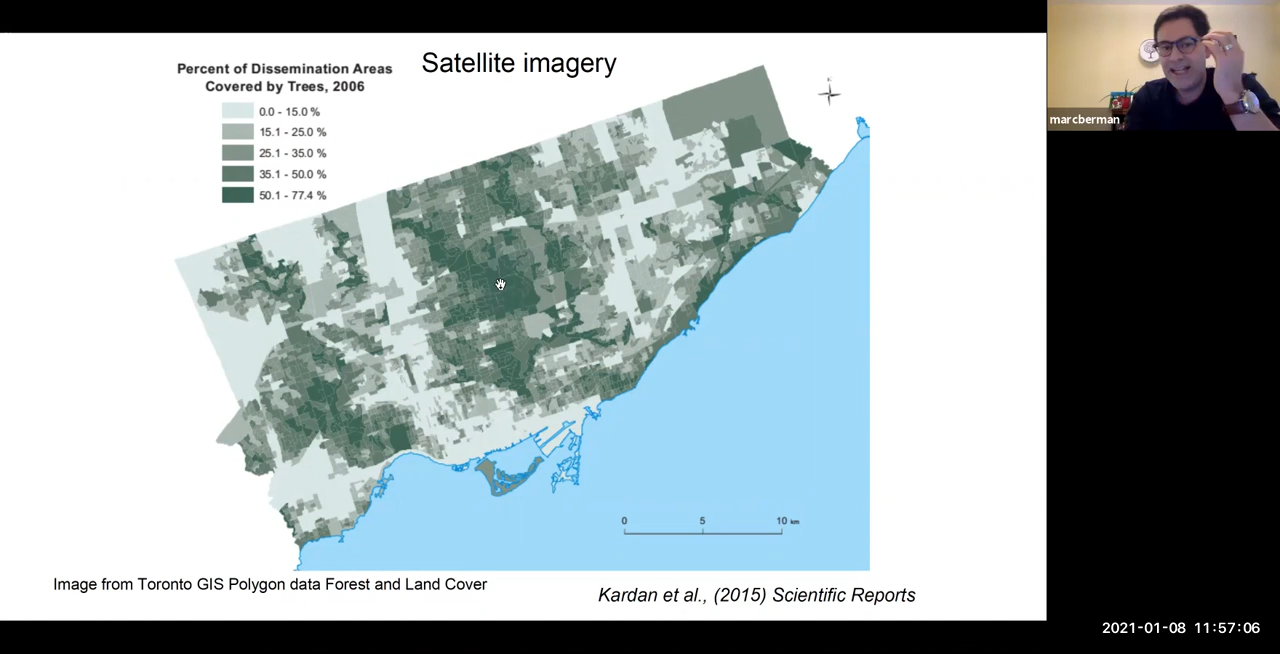 Satellite imagery
Percent of Dissemination Areas
Covered by Trees, 2006
0.0 - 15.0 %
15.1 - 25.0 %
25.1 - 35.0 %
35.1 - 50.0 %
50.1 - 77.4 %
N
marcberman
0 5 10 km
Image from Toronto GIS Polygon data Forest and Land Cover
Kardan et al., (2015) Scientific Reports
2021-01-08 11:57:06